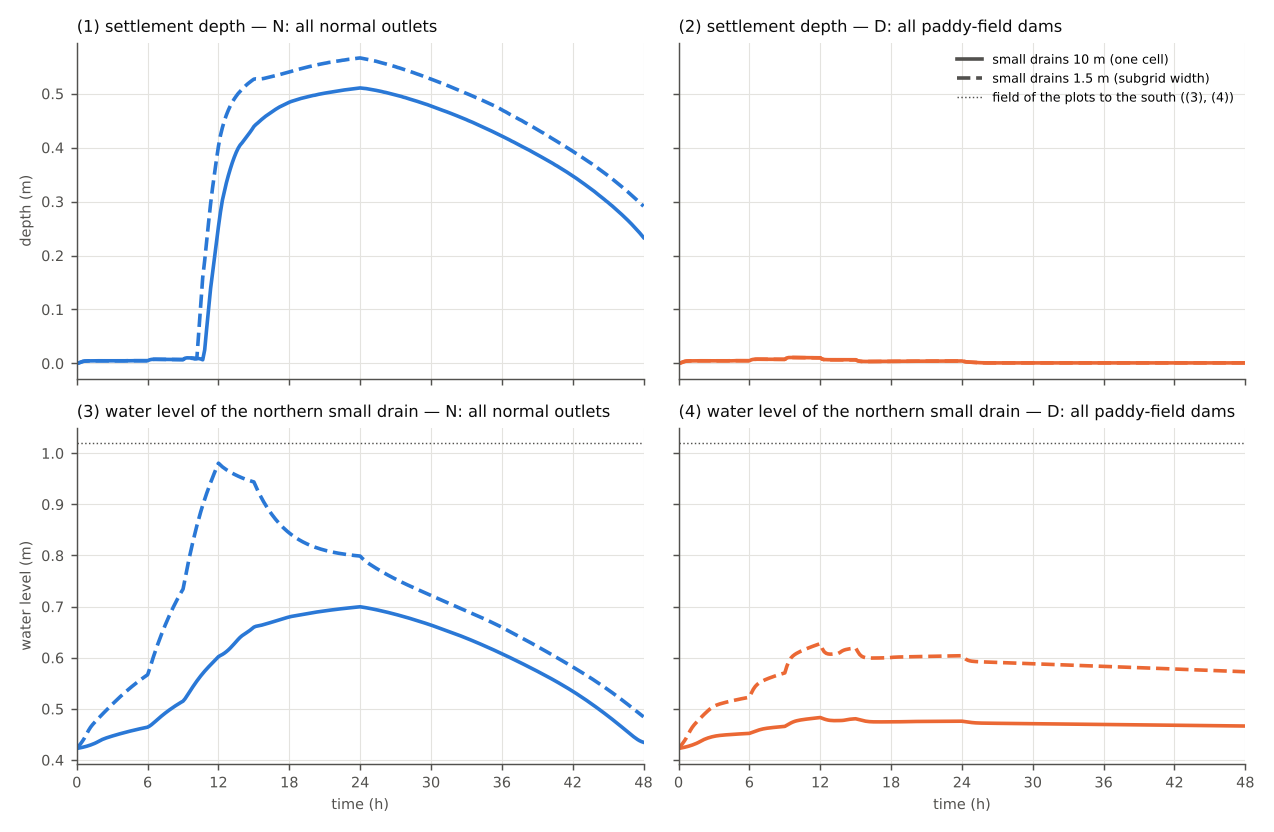 (1) settlement depth — N: all normal outlets
(2) settlement depth — D: all paddy-field dams
small drains 10 m (one cell)
small drains 1.5 m (subgrid width)
field of the plots to the south ((3), (4))
0.5
0.4
0.3
0.2
0.1
0.0
depth (m)
(3) water level of the northern small drain — N: all normal outlets
(4) water level of the northern small drain — D: all paddy-field dams
1.0
0.9
0.8
0.7
0.6
0.5
0.4
water level (m)
0 6 12 18 24 30 36 42 48
time (h)
0 6 12 18 24 30 36 42 48
time (h)